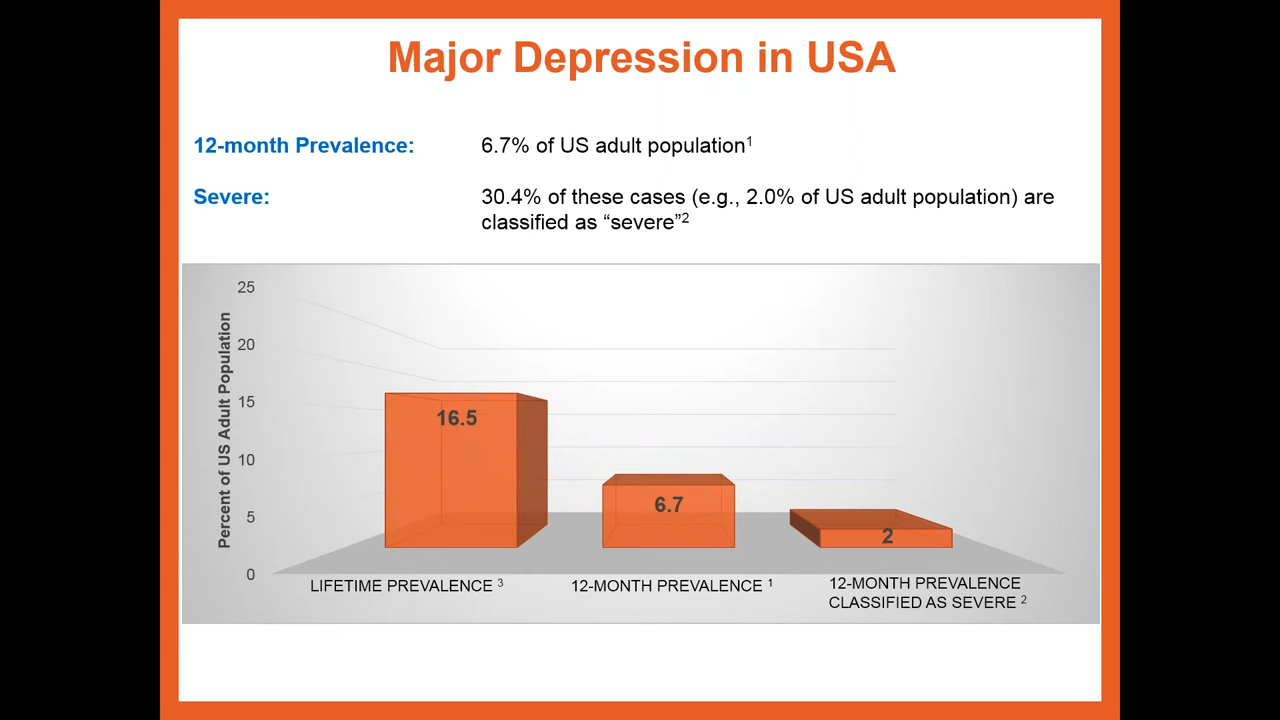 Major Depression in USA
12-month Prevalence: 6.7% of US adult population¹
Severe: 30.4% of these cases (e.g., 2.0% of US adult population) are
classified as “severe”²
Percent of US Adult Population
25
20
15
10
5
0
16.5
6.7
2
LIFETIME PREVALENCE ³
12-MONTH PREVALENCE ¹
12-MONTH PREVALENCE
CLASSIFIED AS SEVERE ²